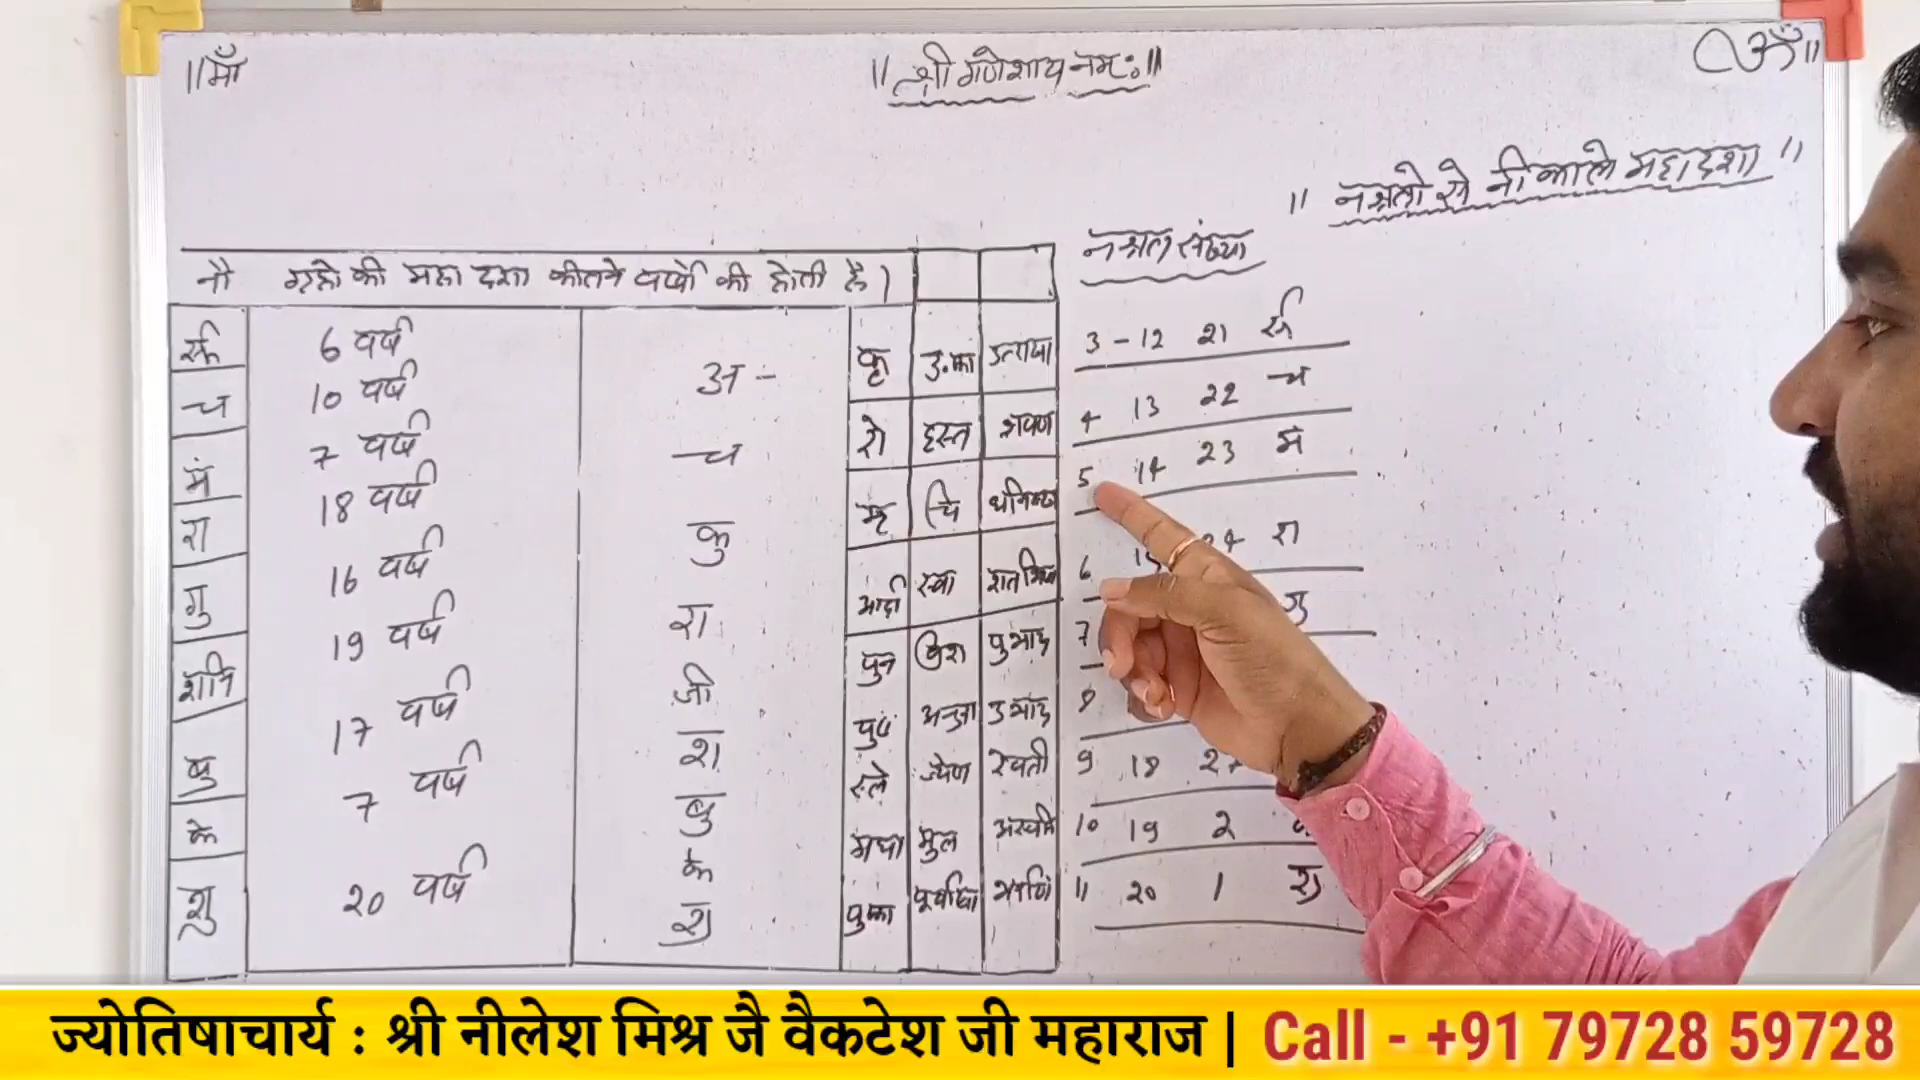 ॥माँ
॥ श्री गणेशाय नमः ॥
ॐ॥
॥ नक्षत्रो से नीकाले महादशा ॥
नक्षत्र संख्या
नौ ग्रहो की महा दशा कीतने वर्षो की होती है।
सू 6 वर्ष अ - कृ उ.फा उत्तराषा 3 - 12 21 सू
च 10 वर्ष च रो हस्त श्रवण 4 13 22 च
मं 7 वर्ष कु मृ चि धनिष्ठा 5 14 23 मं
रा 18 वर्ष रा आर्द्रा स्वा शतभिषा 6 रा
गु 16 वर्ष जी पुन विशा पुभाद्र 7 गु
शनि 19 वर्ष श पुष्य अनुरा उभाद्र 8
बु 17 वर्ष बु श्ले ज्येष्ठा रेवती 9 18 27
के 7 वर्ष के मघा मुल अश्वनि 10 19 2
शु 20 वर्ष शु पुफा पूर्वाषा भरणि 11 20 1 शु
ज्योतिषाचार्य : श्री नीलेश मिश्र जै वैकटेश जी महाराज | Call - +91 79728 59728